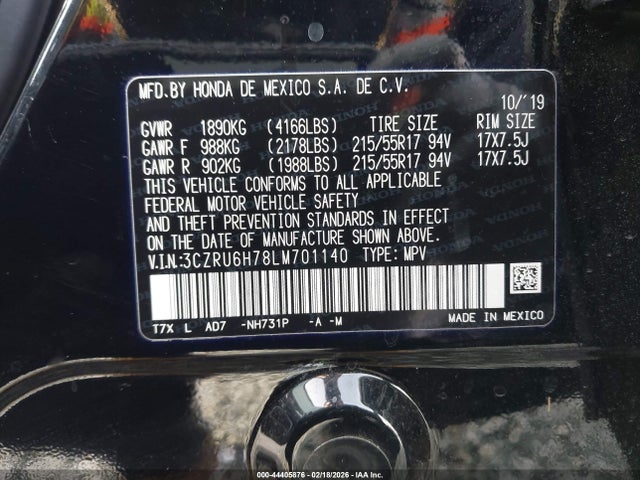 MFD.BY HONDA DE MEXICO S.A. DE C.V.
10/'19
GVWR 1890KG (4166LBS) TIRE SIZE RIM SIZE
GAWR F 988KG (2178LBS) 215/55R17 94V 17X7.5J
GAWR R 902KG (1988LBS) 215/55R17 94V 17X7.5J
THIS VEHICLE CONFORMS TO ALL APPLICABLE
FEDERAL MOTOR VEHICLE SAFETY
AND THEFT PREVENTION STANDARDS IN EFFECT
ON THE DATE OF MANUFACTURE SHOWN ABOVE.
V.I.N:3CZRU6H78LM701140 TYPE: MPV
T7X L AD7 -NH731P -A -M MADE IN MEXICO
000-44405876 - 02/18/2026 - IAA Inc.